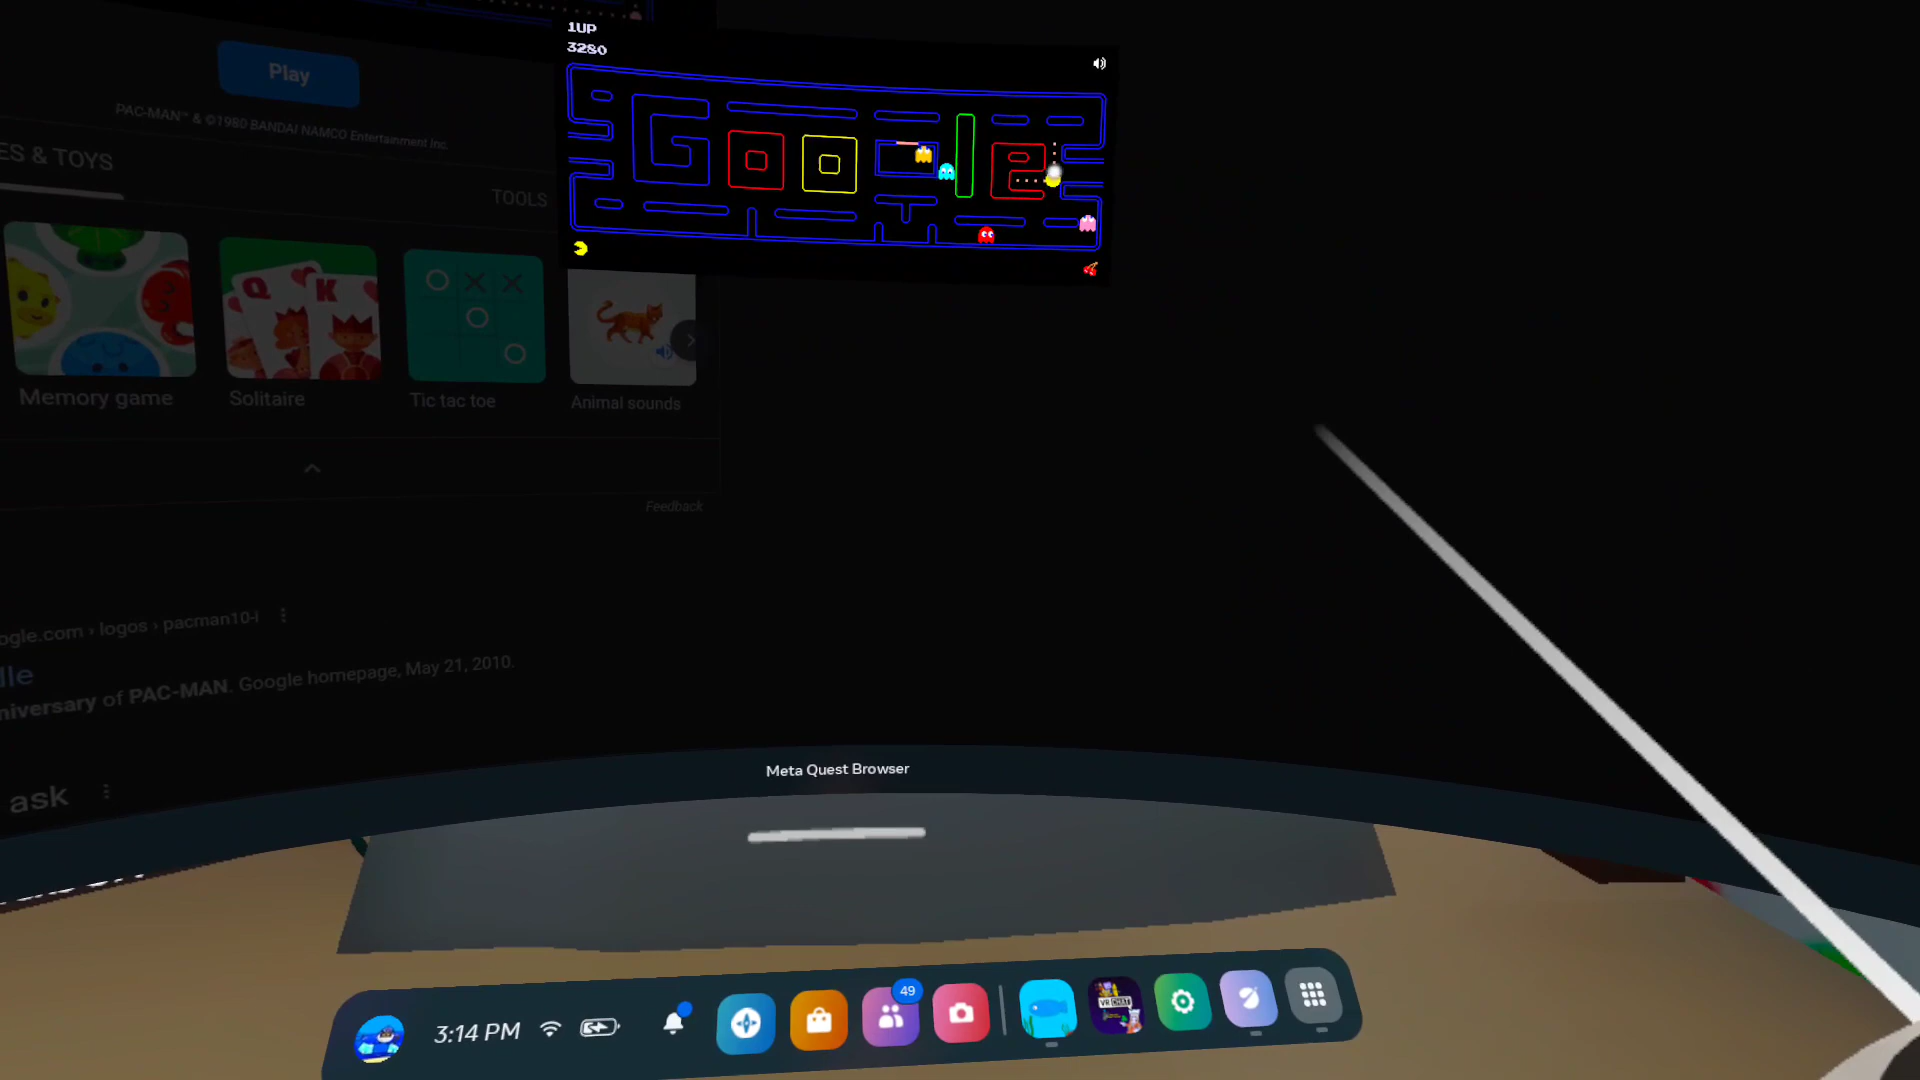 1UP
3280
Play
PAC-MAN™ & ©1980 BANDAI NAMCO Entertainment Inc.
ES & TOYS
TOOLS
Q
K
Memory game
Solitaire
Tic tac toe
Animal sounds
Feedback
ogle.com › logos › pacman10-i
lle
niversary of PAC-MAN. Google homepage, May 21, 2010.
ask
Meta Quest Browser
3:14 PM
49
VR CHAT